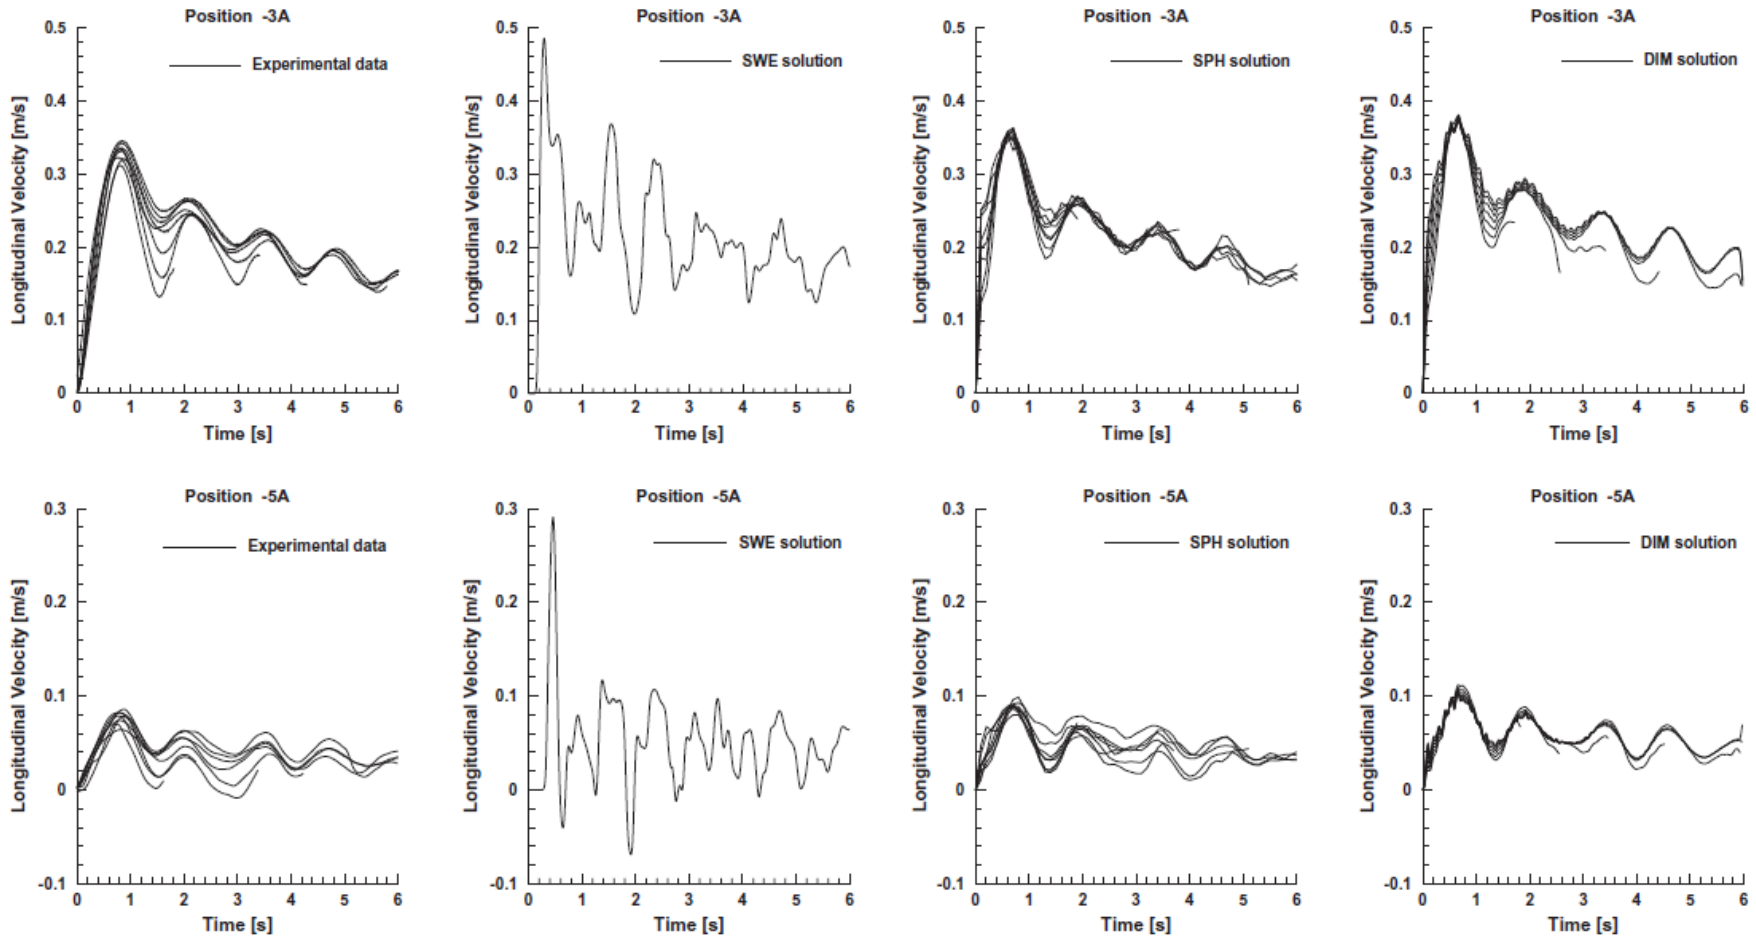 Position -3A
Experimental data
Longitudinal Velocity [m/s]
0.5
0.4
0.3
0.2
0.1
0
0 1 2 3 4 5 6
Time [s]
Position -3A
SWE solution
Longitudinal Velocity [m/s]
0.5
0.4
0.3
0.2
0.1
0
0 1 2 3 4 5 6
Time [s]
Position -3A
SPH solution
Longitudinal Velocity [m/s]
0.5
0.4
0.3
0.2
0.1
0
0 1 2 3 4 5 6
Time [s]
Position -3A
DIM solution
Longitudinal Velocity [m/s]
0.5
0.4
0.3
0.2
0.1
0
0 1 2 3 4 5 6
Time [s]
Position -5A
Experimental data
Longitudinal Velocity [m/s]
0.3
0.2
0.1
0
-0.1
0 1 2 3 4 5 6
Time [s]
Position -5A
SWE solution
Longitudinal Velocity [m/s]
0.3
0.2
0.1
0
-0.1
0 1 2 3 4 5 6
Time [s]
Position -5A
SPH solution
Longitudinal Velocity [m/s]
0.3
0.2
0.1
0
-0.1
0 1 2 3 4 5 6
Time [s]
Position -5A
DIM solution
Longitudinal Velocity [m/s]
0.3
0.2
0.1
0
-0.1
0 1 2 3 4 5 6
Time [s]